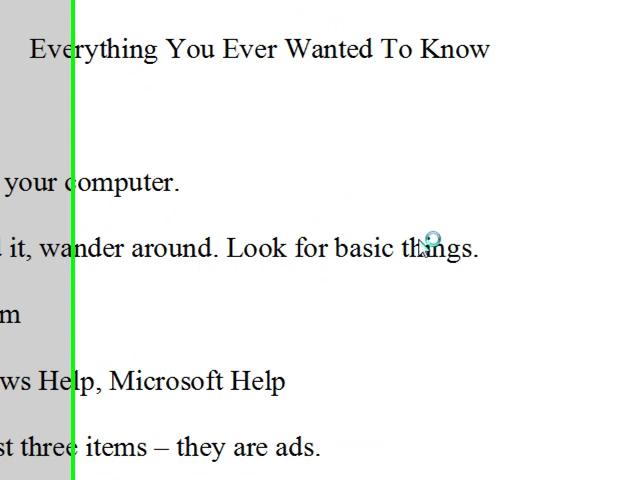 Everything You Ever Wanted To Know
your computer.
it, wander around. Look for basic things.
m
ws Help, Microsoft Help
st three items – they are ads.